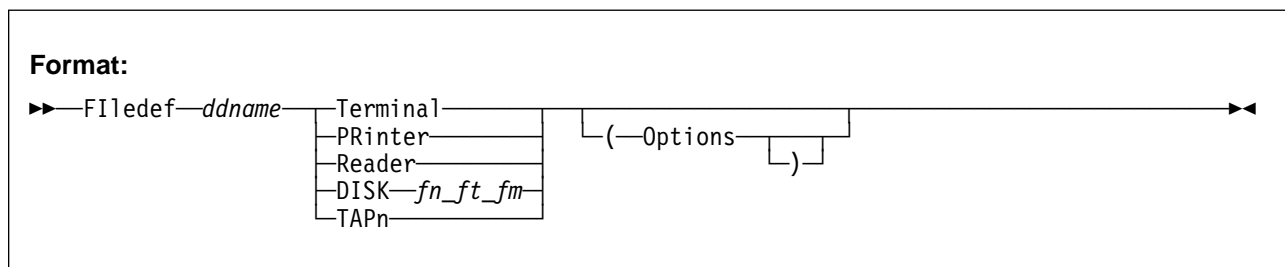 Format:
FIledef ddname Terminal
( Options
PRinter
)
Reader
DISK fn_ft_fm
TAPn